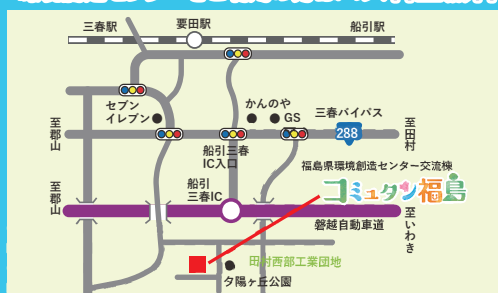 三春駅
要田駅
船引駅
セブン
イレブン
かんのや
GS
三春バイパス
288
至郡山
至田村
船引三春
IC入口
福島県環境創造センター交流棟
コミュタン福島
至郡山
船引
三春IC
磐越自動車道
至いわき
田村西部工業団地
夕陽ヶ丘公園